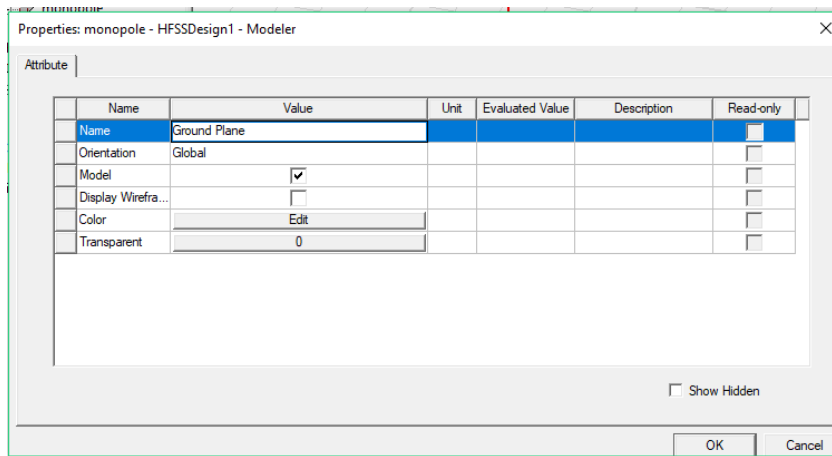 monopole
Properties: monopole - HFSSDesign1 - Modeler
Attribute
Name Value Unit Evaluated Value Description Read-only
Name Ground Plane
Orientation Global
Model
Display Wirefra...
Color Edit
Transparent 0
Show Hidden
OK Cancel